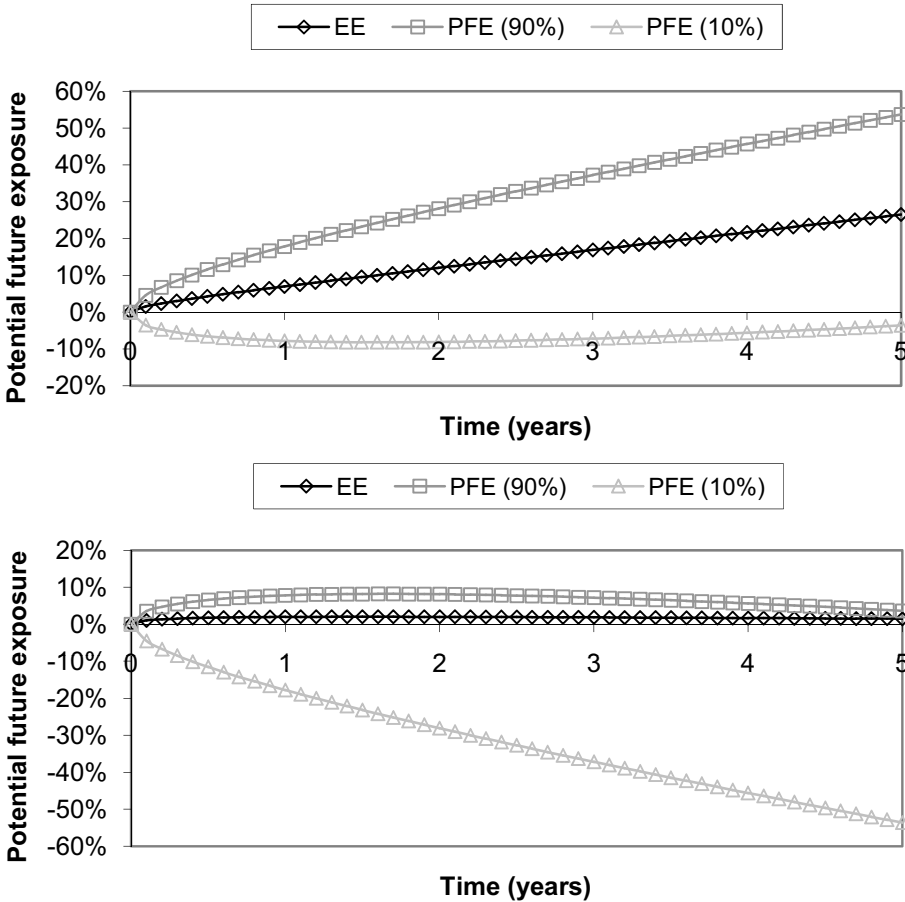 EE PFE (90%) PFE (10%)
Potential future exposure
60%
50%
40%
30%
20%
10%
0%
-10%
-20%
0 1 2 3 4 5
Time (years)
EE PFE (90%) PFE (10%)
Potential future exposure
20%
10%
0%
-10%
-20%
-30%
-40%
-50%
-60%
0 1 2 3 4 5
Time (years)